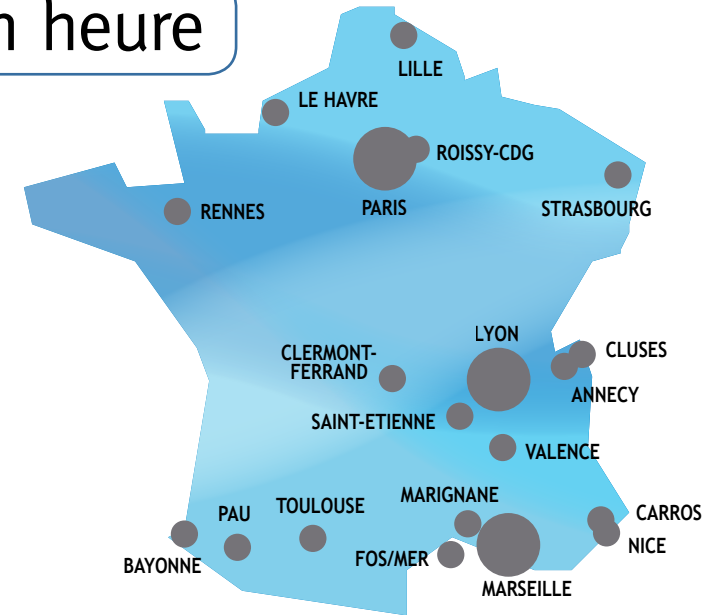 n heure
LILLE
LE HAVRE
ROISSY-CDG
PARIS
STRASBOURG
RENNES
LYON
CLERMONT-
FERRAND
CLUSES
ANNECY
SAINT-ETIENNE
VALENCE
MARIGNANE
TOULOUSE
PAU
CARROS
NICE
FOS/MER
BAYONNE
MARSEILLE